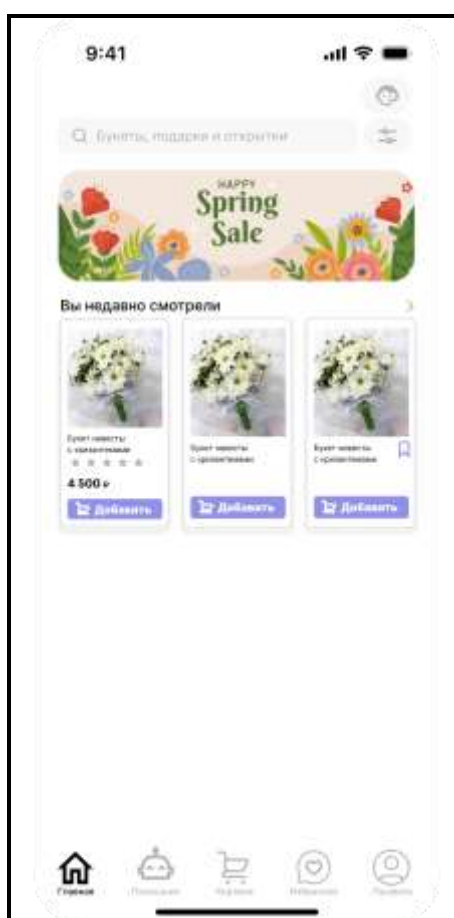 9:41
Букеты, подарки и открытки
HAPPY
Spring
Sale
Вы недавно смотрели
Букет невесты
с хризантемами
4 500 ₽
Добавить
Букет невесты
с хризантемами
Добавить
Букет невесты
с хризантемами
Добавить
Главная
Помощник
Корзина
Избранное
Профиль